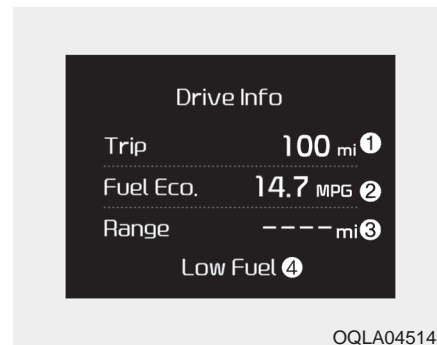 Drive Info
Trip 100 mi ①
Fuel Eco. 14.7 MPG ②
Range ----mi ③
Low Fuel ④
OQLA04514